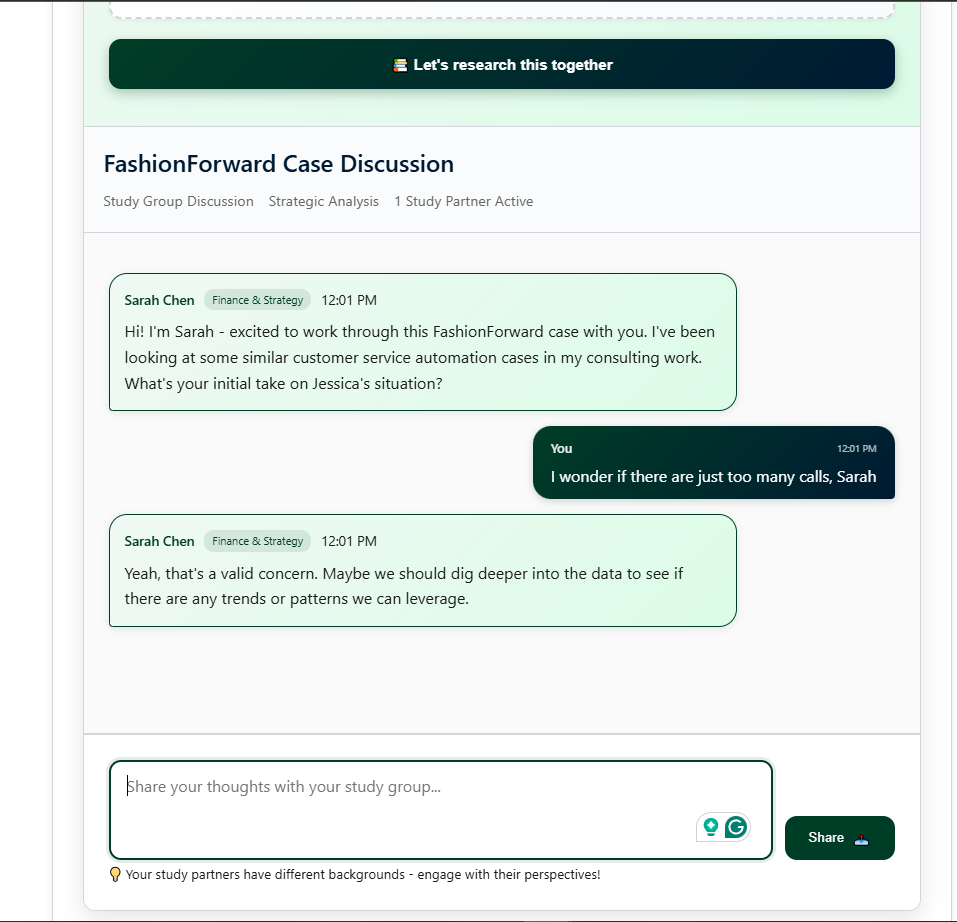 Let's research this together
FashionForward Case Discussion
Study Group Discussion Strategic Analysis 1 Study Partner Active
Sarah Chen Finance & Strategy 12:01 PM
Hi! I'm Sarah - excited to work through this FashionForward case with you. I've been
looking at some similar customer service automation cases in my consulting work.
What's your initial take on Jessica's situation?
You 12:01 PM
I wonder if there are just too many calls, Sarah
Sarah Chen Finance & Strategy 12:01 PM
Yeah, that's a valid concern. Maybe we should dig deeper into the data to see if
there are any trends or patterns we can leverage.
Share your thoughts with your study group...
Share
Your study partners have different backgrounds - engage with their perspectives!